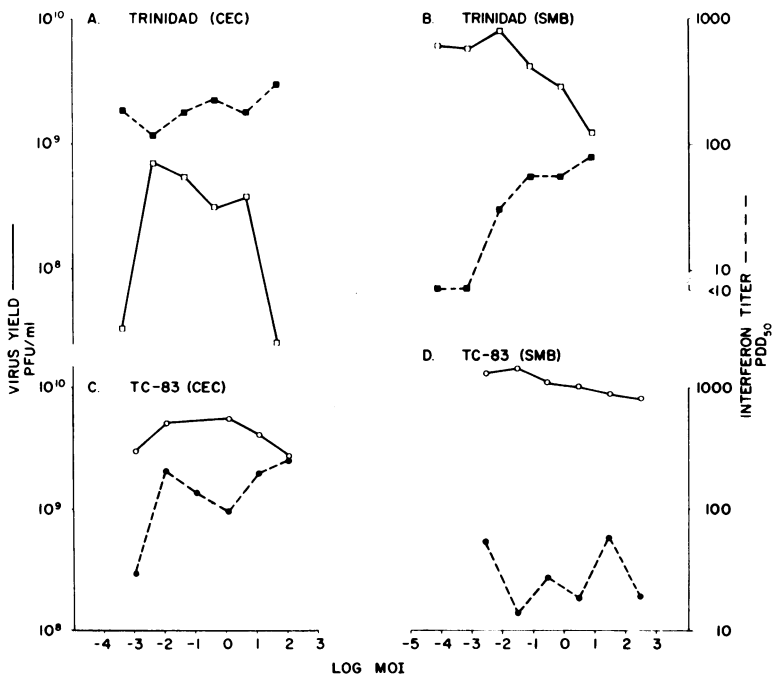 A. TRINIDAD (CEC)
B. TRINIDAD (SMB)
10¹⁰
10⁹
10⁸
1000
100
10
<10
C. TC-83 (CEC)
D. TC-83 (SMB)
10¹⁰
10⁹
10⁸
1000
100
10
VIRUS YIELD
PFU/ml
INTERFERON TITER
PDD₅₀
-4 -3 -2 -1 0 1 2 3
-5 -4 -3 -2 -1 0 1 2 3
LOG MOI